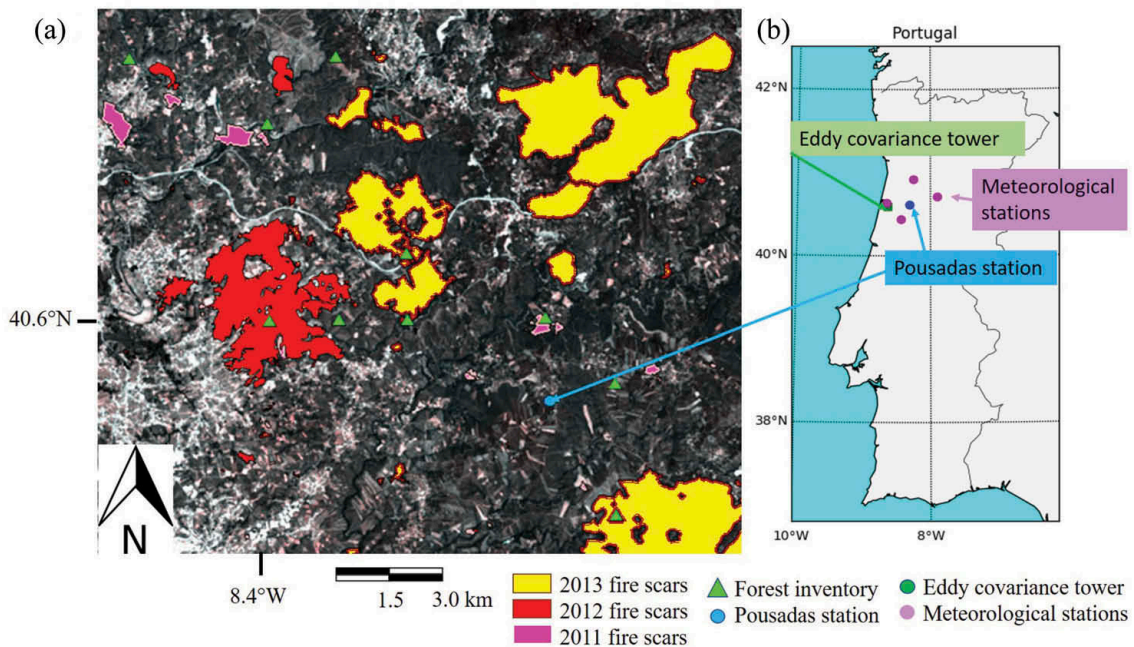 (a)
(b)
Portugal
42°N
Eddy covariance tower
Meteorological
stations
40°N
Pousadas station
40.6°N
38°N
N
10°W
8°W
8.4°W
1.5
3.0 km
2013 fire scars
2012 fire scars
2011 fire scars
Forest inventory
Pousadas station
Eddy covariance tower
Meteorological stations